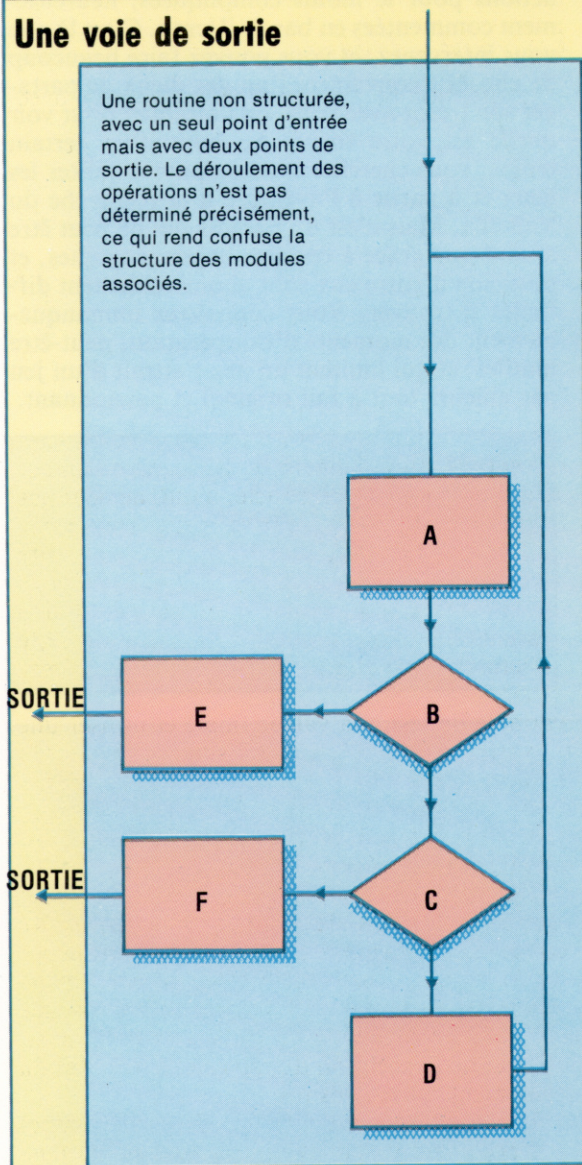 Une voie de sortie
Une routine non structurée,
avec un seul point d'entrée
mais avec deux points de
sortie. Le déroulement des
opérations n'est pas
déterminé précisément,
ce qui rend confuse la
structure des modules
associés.
A
SORTIE
E
B
SORTIE
F
C
D